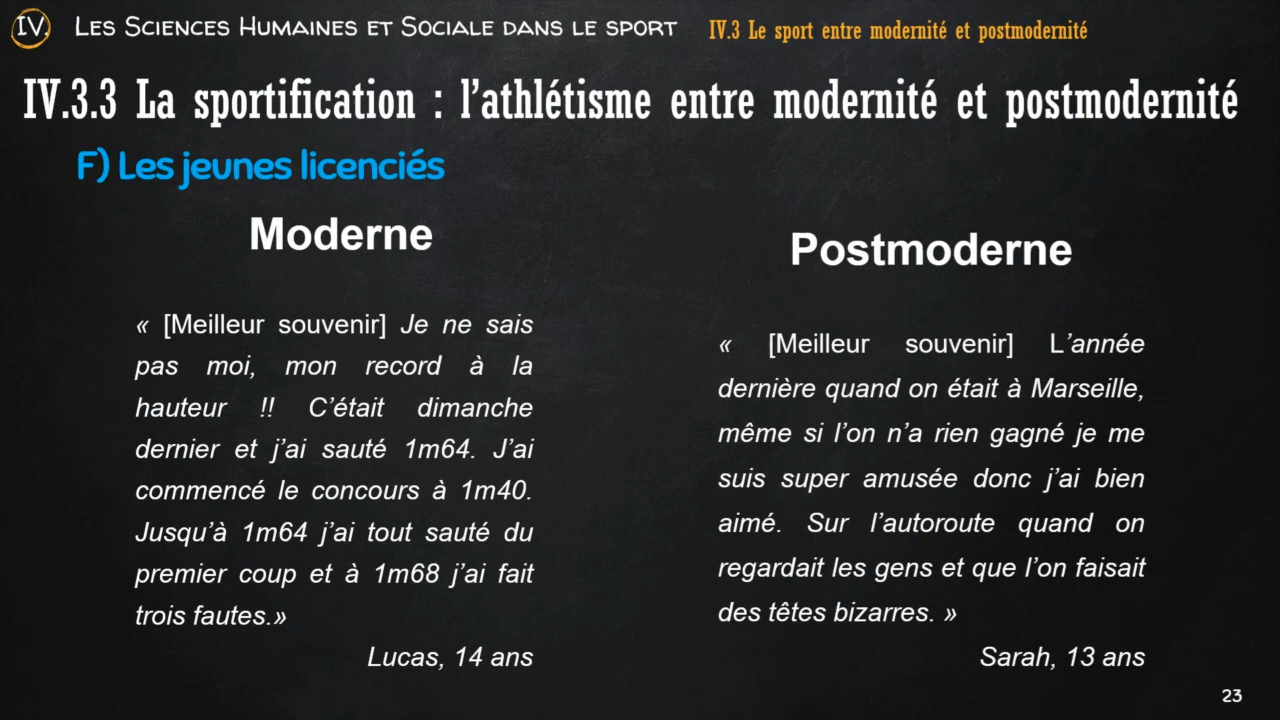 IV. Les Sciences Humaines et Sociale dans le sport
IV.3 Le sport entre modernité et postmodernité
IV.3.3 La sportification : l’athlétisme entre modernité et postmodernité
F) Les jeunes licenciés
Moderne
« [Meilleur souvenir] Je ne sais
pas moi, mon record à la
hauteur !! C’était dimanche
dernier et j’ai sauté 1m64. J’ai
commencé le concours à 1m40.
Jusqu’à 1m64 j’ai tout sauté du
premier coup et à 1m68 j’ai fait
trois fautes.»
Lucas, 14 ans
Postmoderne
« [Meilleur souvenir] L’année
dernière quand on était à Marseille,
même si l’on n’a rien gagné je me
suis super amusée donc j’ai bien
aimé. Sur l’autoroute quand on
regardait les gens et que l’on faisait
des têtes bizarres. »
Sarah, 13 ans
23